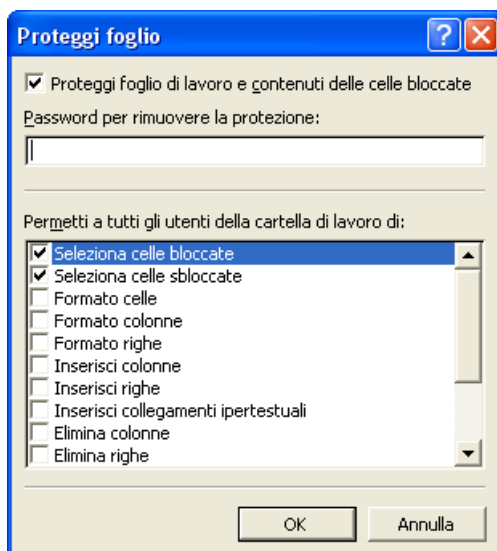 Proteggi foglio
Proteggi foglio di lavoro e contenuti delle celle bloccate
Password per rimuovere la protezione:
Permetti a tutti gli utenti della cartella di lavoro di:
Seleziona celle bloccate
Seleziona celle sbloccate
Formato celle
Formato colonne
Formato righe
Inserisci colonne
Inserisci righe
Inserisci collegamenti ipertestuali
Elimina colonne
Elimina righe
OK Annulla